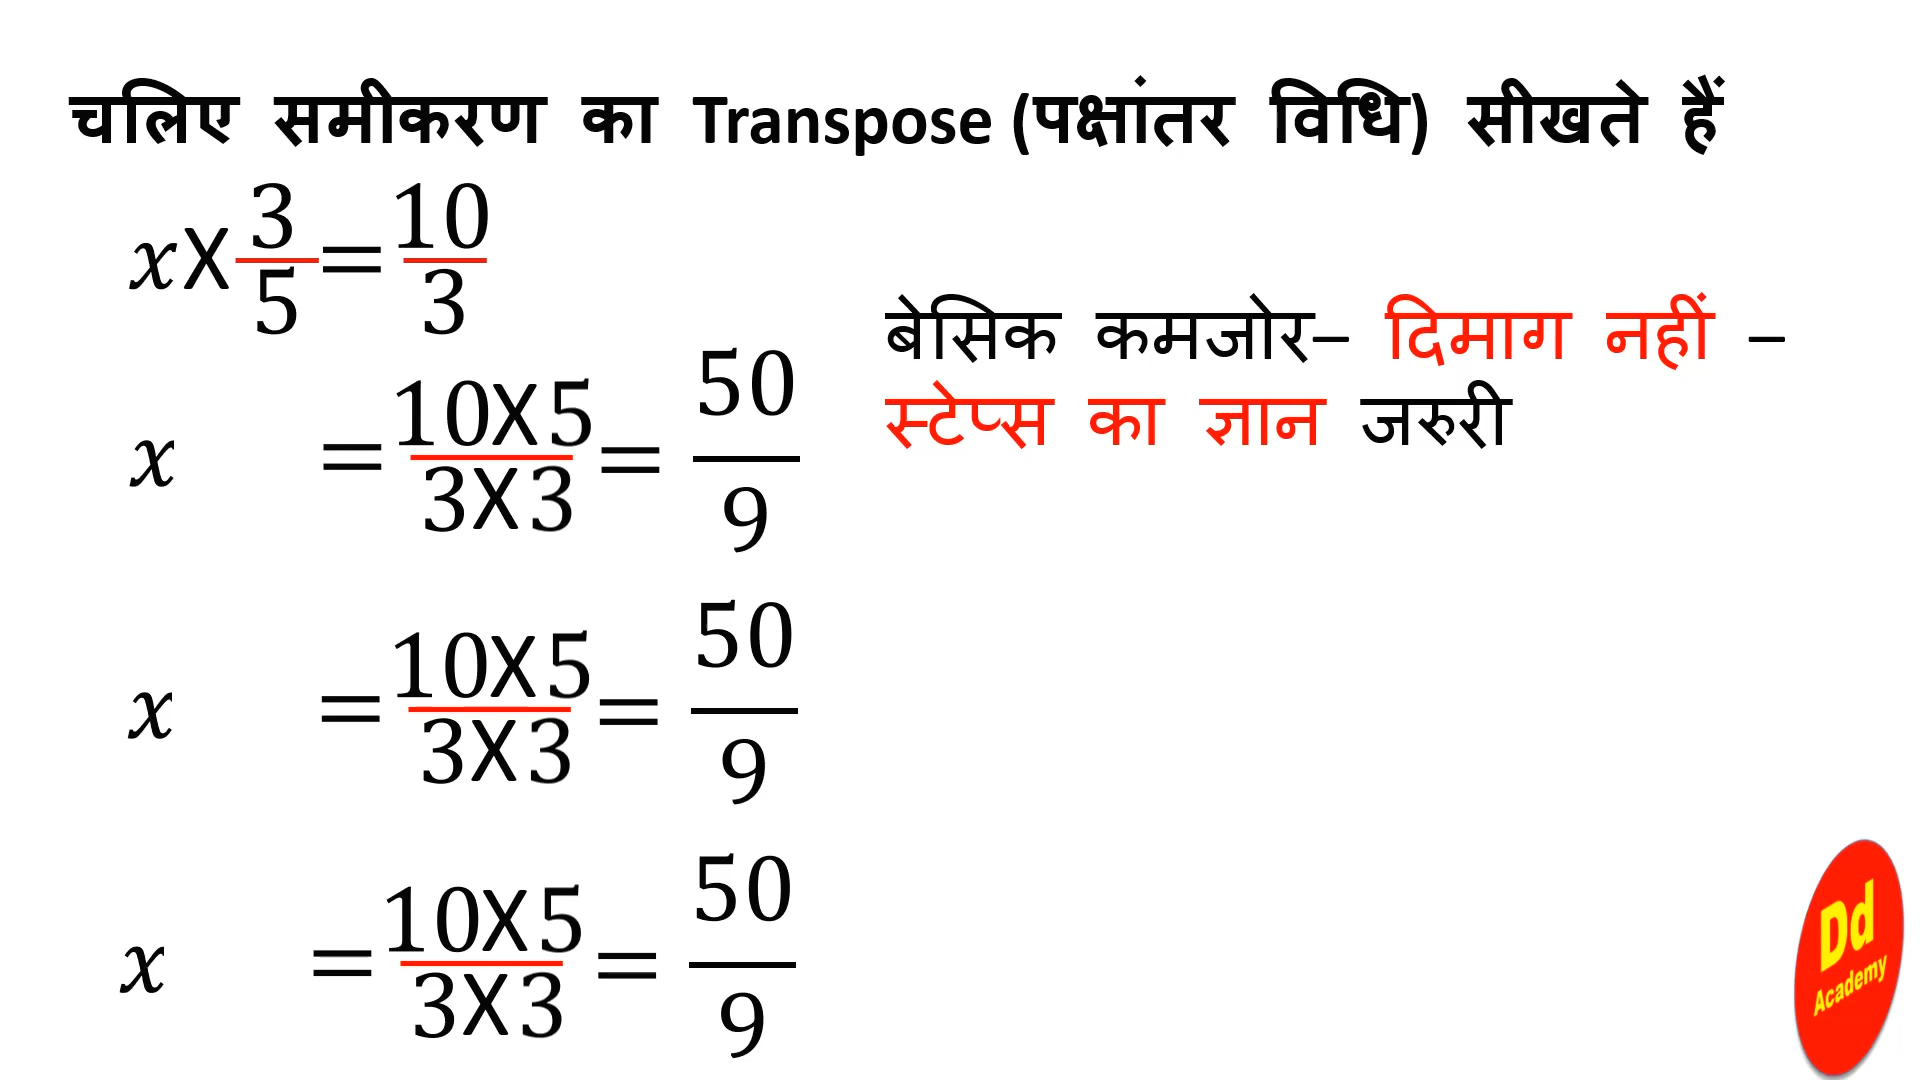 चलिए समीकरण का Transpose (पक्षांतर विधि) सीखते हैं
x X 3/5 = 10/3
बेसिक कमजोर– दिमाग नहीं –
स्टेप्स का ज्ञान जरुरी
x = 10X5/3X3 = 50/9
x = 10X5/3X3 = 50/9
x = 10X5/3X3 = 50/9
Dd
Academy